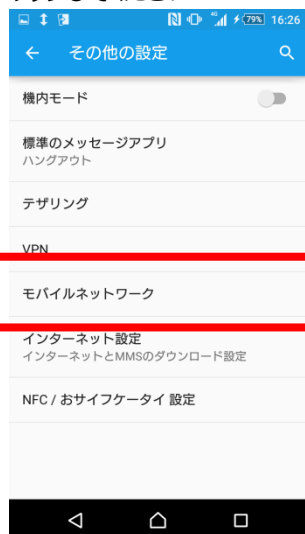 79%
16:26
その他の設定
機内モード
標準のメッセージアプリ
ハングアウト
テザリング
VPN
モバイルネットワーク
インターネット設定
インターネットとMMSのダウンロード設定
NFC / おサイフケータイ 設定